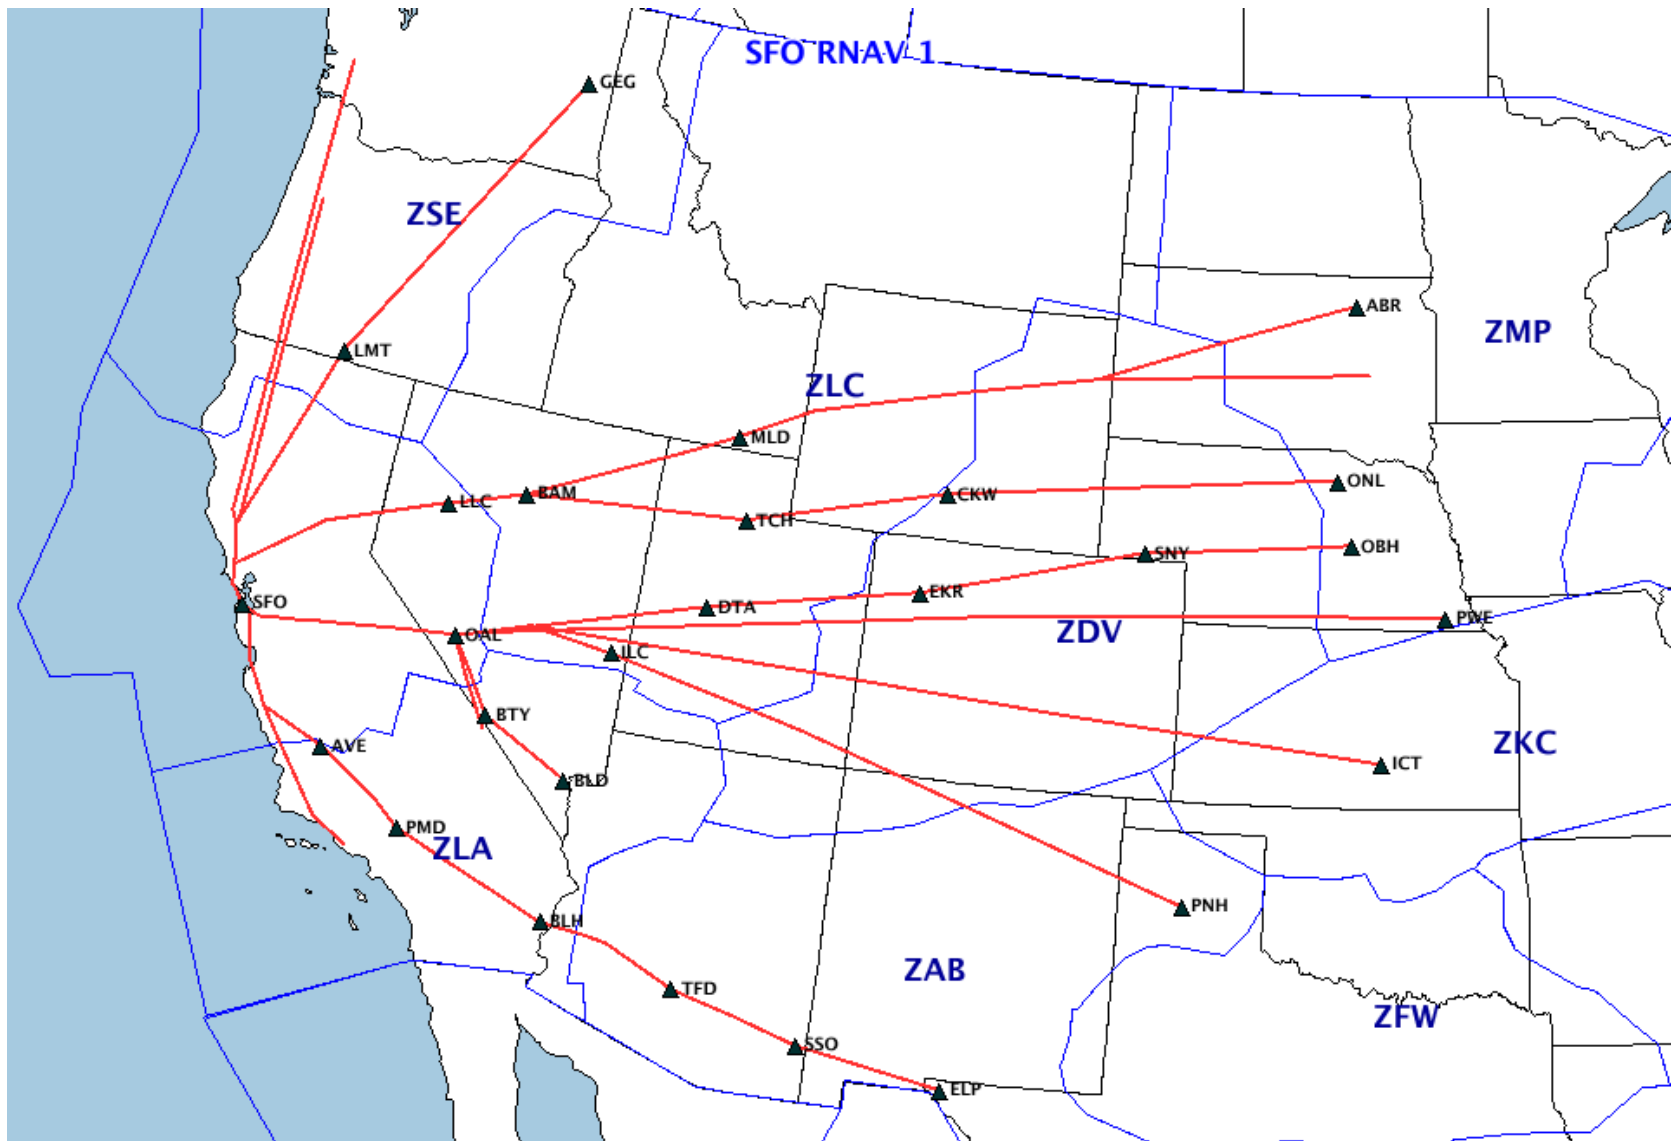 SFO RNAV 1
GEG
ZSE
ABR
ZMP
LMT
ZLC
MLD
ONL
LLC
BAM
CKW
TCH
OBH
SNY
EKR
SFO
DTA
PWE
ZDV
OAL
ILC
BTY
AVE
ZKC
ICT
BLD
PMD
ZLA
PNH
BLH
ZAB
TFD
ZFW
SSO
ELP